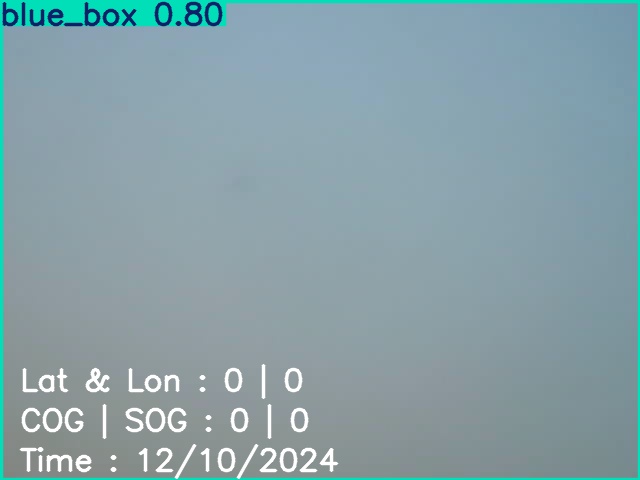 blue_box 0.80
Lat & Lon : 0 | 0
COG | SOG : 0 | 0
Time : 12/10/2024